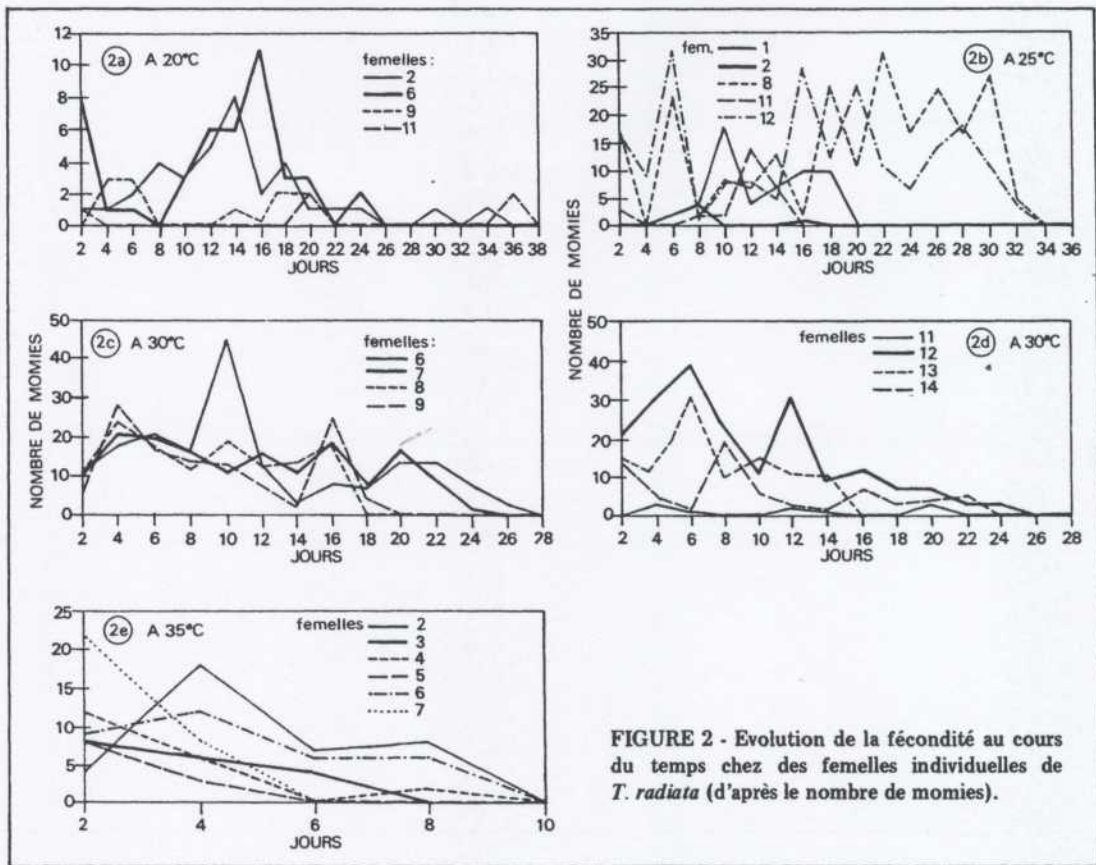 2a A 20°C
12
10
8
6
4
2
0
femelles :
2
6
9
11
2 4 6 8 10 12 14 16 18 20 22 24 26 28 30 32 34 36 38
JOURS
2b A 25°C
35
30
25
20
15
10
5
0
fem. 1
2
8
11
12
2 4 6 8 10 12 14 16 18 20 22 24 26 28 30 32 34 36
JOURS
NOMBRE DE MOMIES
2c A 30°C
50
40
30
20
10
0
femelles :
6
7
8
9
2 4 6 8 10 12 14 16 18 20 22 24 26 28
JOURS
NOMBRE DE MOMIES
2d A 30°C
50
40
30
20
10
0
femelles 11
12
13
14
2 4 6 8 10 12 14 16 18 20 22 24 26 28
JOURS
2e A 35°C
25
20
15
10
5
0
femelles 2
3
4
5
6
7
2 4 6 8 10
JOURS
FIGURE 2 - Evolution de la fécondité au cours
du temps chez des femelles individuelles de
T. radiata (d'après le nombre de momies).